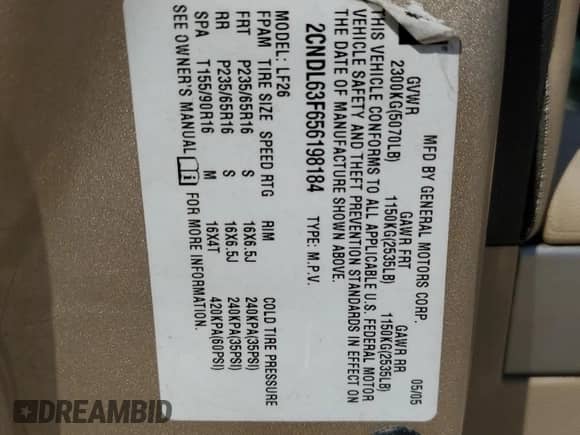 MFD BY GENERAL MOTORS CORP. 05/05
GVWR GAWR FRT GAWR RR
2300KG(5070LB) 1150KG(2535LB) 1150KG(2535LB)
THIS VEHICLE CONFORMS TO ALL APPLICABLE U.S. FEDERAL MOTOR
VEHICLE SAFETY AND THEFT PREVENTION STANDARDS IN EFFECT ON
THE DATE OF MANUFACTURE SHOWN ABOVE.
2CNDL63F656198184 TYPE: M.P.V.
MODEL: LF26
FPAM TIRE SIZE SPEED RTG RIM COLD TIRE PRESSURE
FRT P235/65R16 S 16X6.5J 240KPA(35PSI)
RR P235/65R16 S 16X6.5J 240KPA(35PSI)
SPA T155/90R16 M 16X4T 420KPA(60PSI)
SEE OWNER'S MANUAL FOR MORE INFORMATION.
DREAMBID